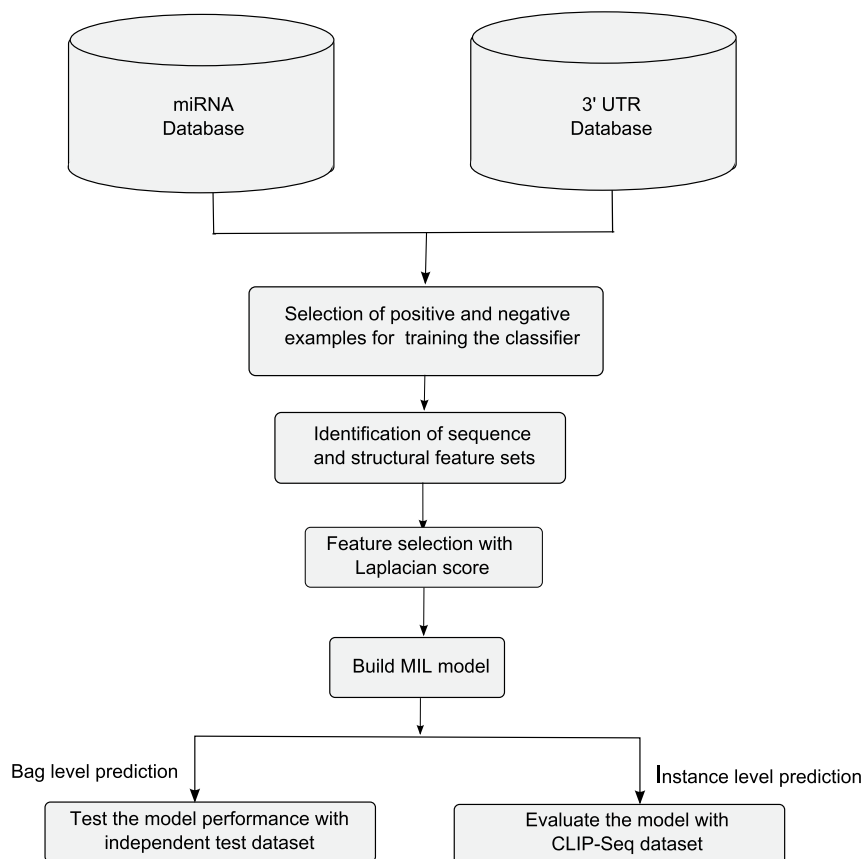 miRNA
Database
3' UTR
Database
Selection of positive and negative
examples for training the classifier
Identification of sequence
and structural feature sets
Feature selection with
Laplacian score
Build MIL model
Bag level prediction
Instance level prediction
Test the model performance with
independent test dataset
Evaluate the model with
CLIP-Seq dataset